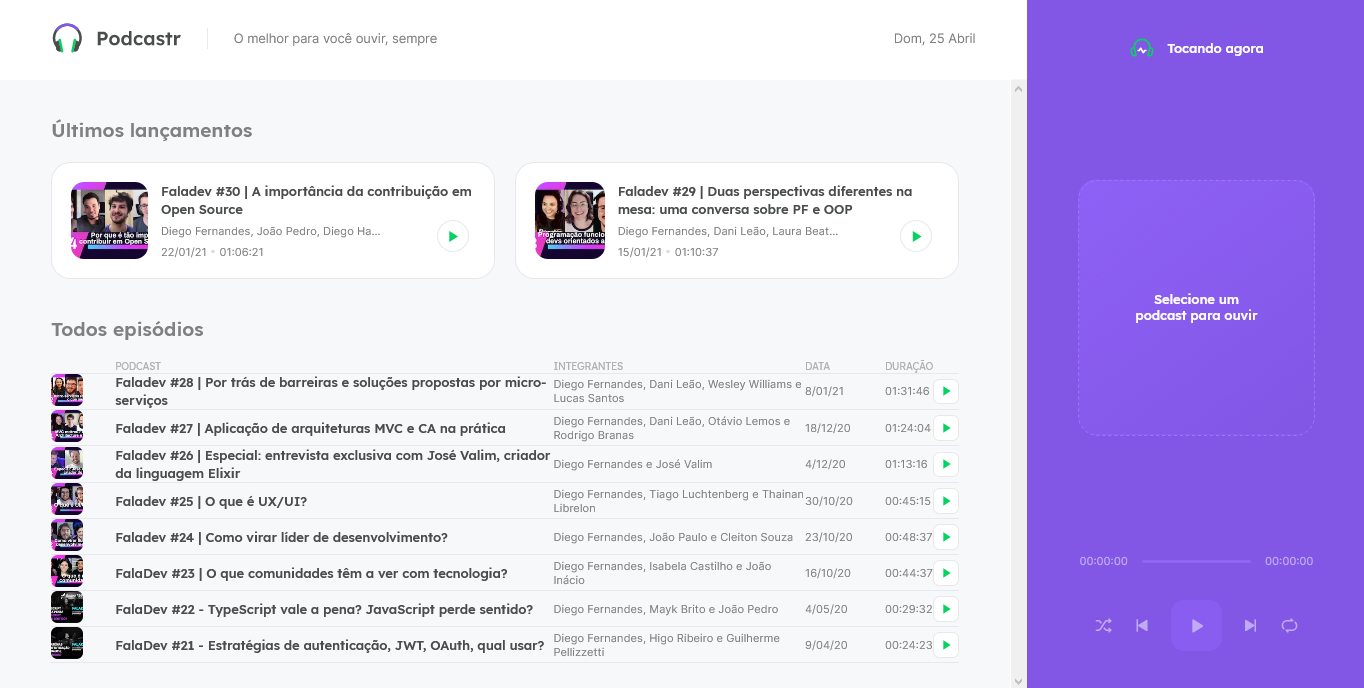 Podcastr
O melhor para você ouvir, sempre
Dom, 25 Abril
Tocando agora
Últimos lançamentos
Faladev #30 | A importância da contribuição em
Open Source
Diego Fernandes, João Pedro, Diego Ha...
22/01/21 • 01:06:21
Faladev #29 | Duas perspectivas diferentes na
mesa: uma conversa sobre PF e OOP
Diego Fernandes, Dani Leão, Laura Beat...
15/01/21 • 01:10:37
Selecione um
podcast para ouvir
Todos episódios
PODCAST INTEGRANTES DATA DURAÇÃO
Faladev #28 | Por trás de barreiras e soluções propostas por micro-
serviços
Diego Fernandes, Dani Leão, Wesley Williams e
Lucas Santos
8/01/21 01:31:46
Faladev #27 | Aplicação de arquiteturas MVC e CA na prática
Diego Fernandes, Dani Leão, Otávio Lemos e
Rodrigo Branas
18/12/20 01:24:04
Faladev #26 | Especial: entrevista exclusiva com José Valim, criador
da linguagem Elixir
Diego Fernandes e José Valim
4/12/20 01:13:16
Faladev #25 | O que é UX/UI?
Diego Fernandes, Tiago Luchtenberg e Thainan
Librelon
30/10/20 00:45:15
Faladev #24 | Como virar líder de desenvolvimento?
Diego Fernandes, João Paulo e Cleiton Souza
23/10/20 00:48:37
FalaDev #23 | O que comunidades têm a ver com tecnologia?
Diego Fernandes, Isabela Castilho e João
Inácio
16/10/20 00:44:37
FalaDev #22 - TypeScript vale a pena? JavaScript perde sentido?
Diego Fernandes, Mayk Brito e João Pedro
4/05/20 00:29:32
FalaDev #21 - Estratégias de autenticação, JWT, OAuth, qual usar?
Diego Fernandes, Higo Ribeiro e Guilherme
Pellizzetti
9/04/20 00:24:23
00:00:00 00:00:00